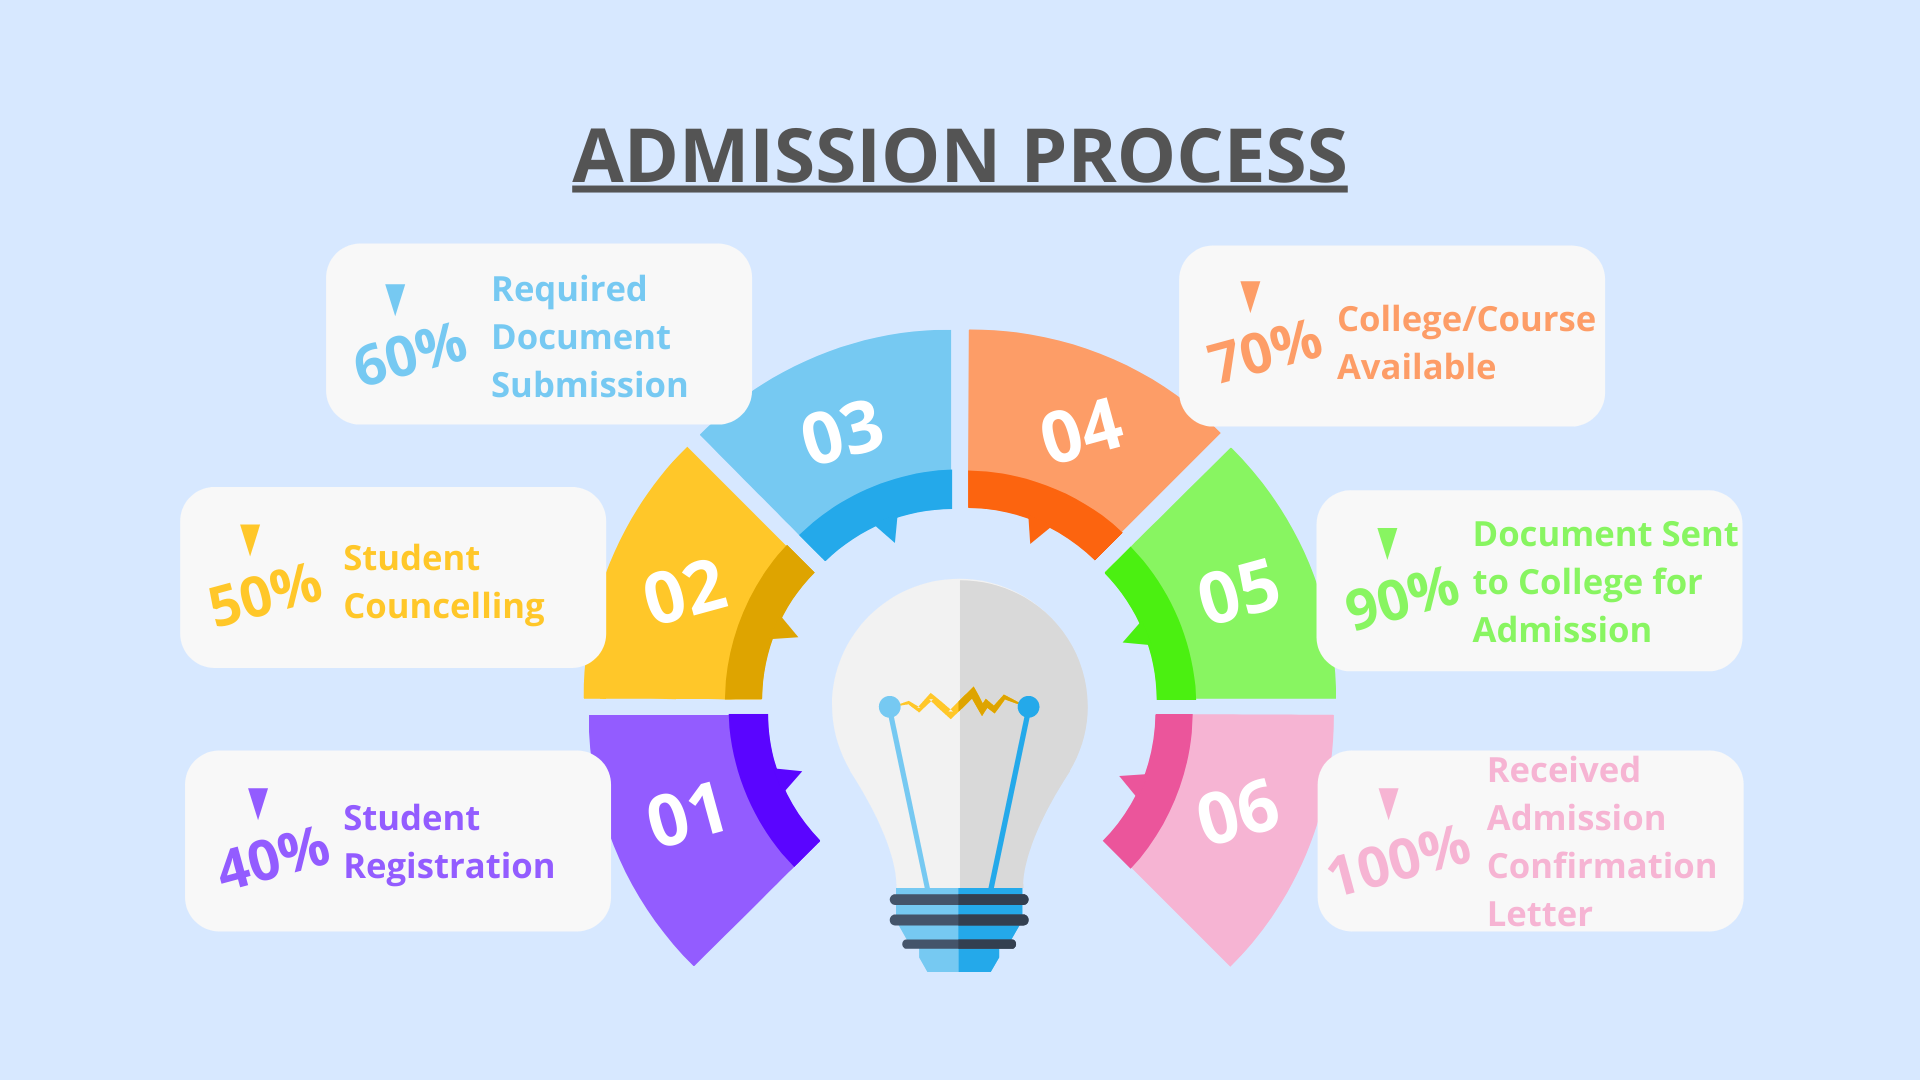 ADMISSION PROCESS
60%
Required
Document
Submission
03
04
70%
College/Course
Available
50%
Student
Councelling
02
05
90%
Document Sent
to College for
Admission
40%
Student
Registration
01
06
100%
Received
Admission
Confirmation
Letter